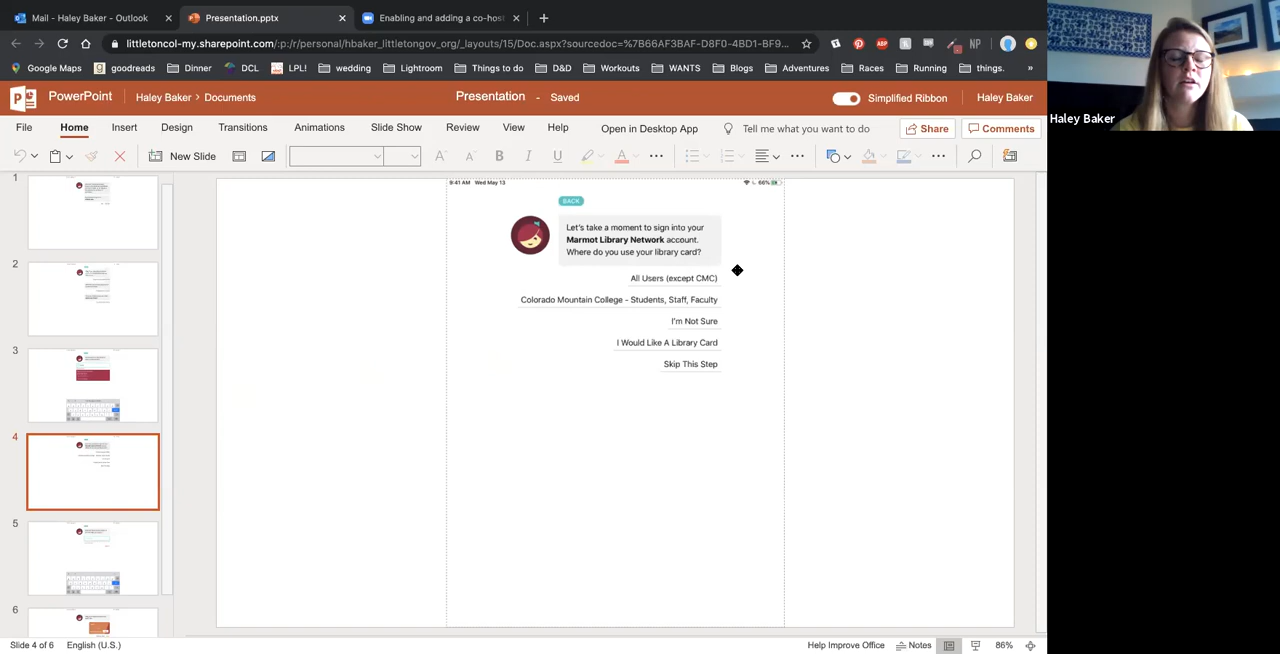 Mail - Haley Baker - Outlook
Presentation.pptx
Enabling and adding a co-host
littletoncol-my.sharepoint.com/:p:/r/personal/hbaker_littletongov_org/_layouts/15/Doc.aspx?sourcedoc=%7B66AF3BAF-D8F0-4BD1-BF9...
ABP
NP
Google Maps
goodreads
Dinner
DCL
LPL!
wedding
Lightroom
To do
D&D
Workouts
WANTS
Blogs
Adventures
Races
Running
things.
»
PowerPoint
Haley Baker > Documents
Presentation - Saved
Simplified Ribbon
Haley Baker
File
Home
Insert
Design
Transitions
Animations
Slide Show
Review
View
Help
Open in Desktop App
Tell me what you want to do
Share
Comments
New Slide
B I U
1
2
3
4
5
6
9:41 AM Wed May 13
66%
BACK
Let's take a moment to sign into your
Marmot Library Network account.
Where do you use your library card?
All Users (except CMC)
Colorado Mountain College - Students, Staff, Faculty
I'm Not Sure
I Would Like A Library Card
Skip This Step
Haley Baker
Slide 4 of 6
English (U.S.)
Help Improve Office
Notes
86%